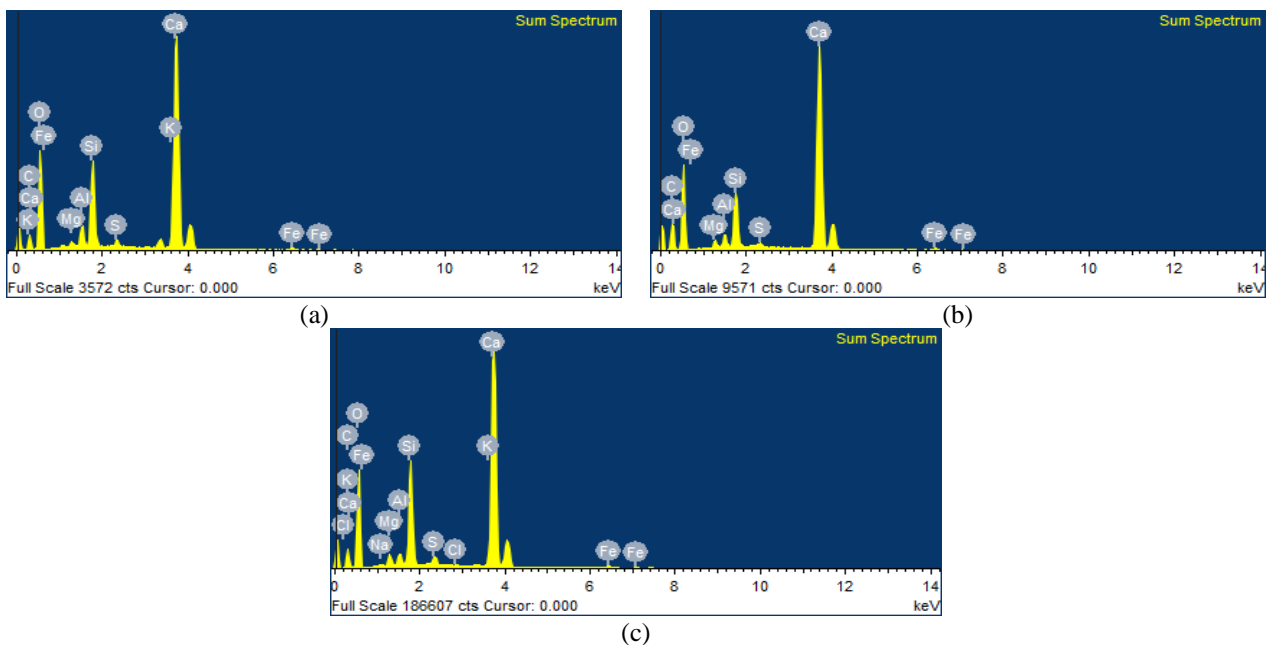 Sum Spectrum
Ca
O
Fe
K
Si
C
Ca
Al
K
Mg
S
Fe
Fe
0 2 4 6 8 10 12 14
Full Scale 3572 cts Cursor: 0.000 keV
(a)
Sum Spectrum
Ca
O
Fe
Si
C
Al
Ca
Mg
S
Fe
Fe
0 2 4 6 8 10 12 14
Full Scale 9571 cts Cursor: 0.000 keV
(b)
Sum Spectrum
Ca
O
C
Si
K
Fe
K
Al
Ca
Mg
Cl
S
Na
Cl
Fe
Fe
0 2 4 6 8 10 12 14
Full Scale 186607 cts Cursor: 0.000 keV
(c)